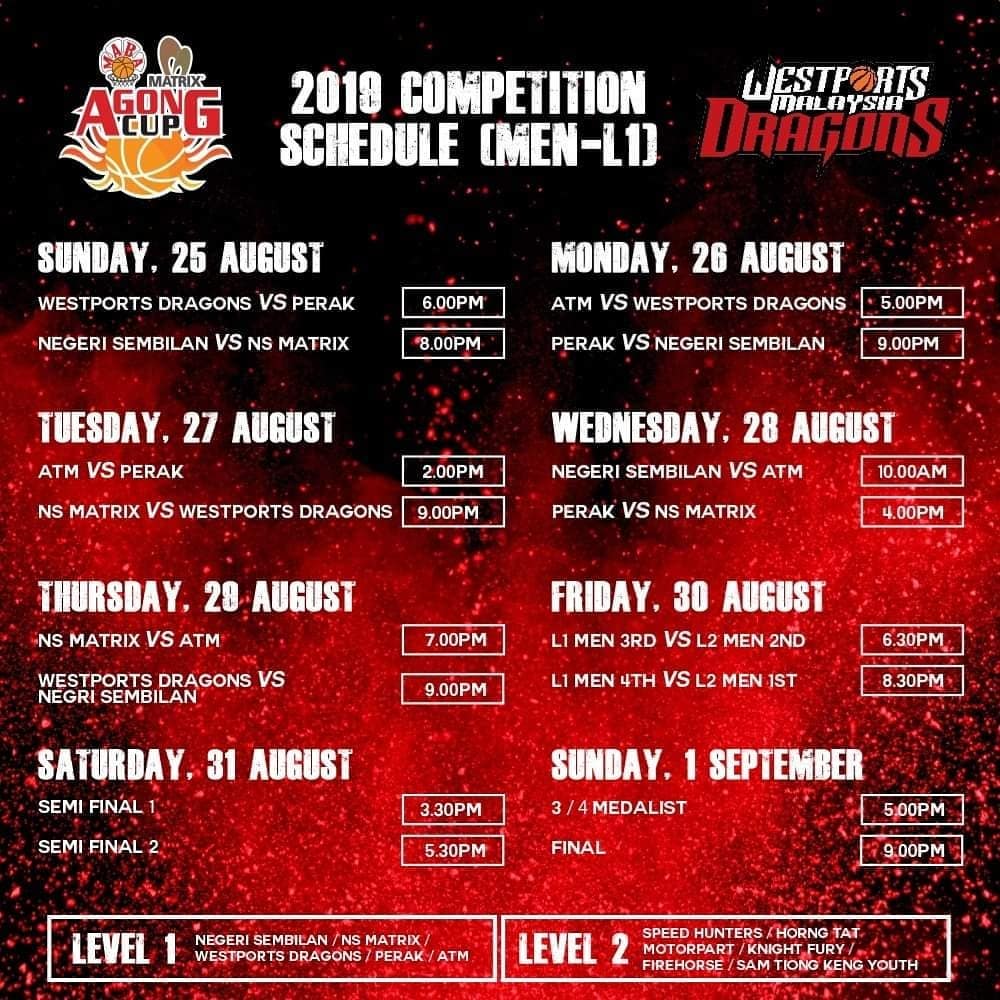 MABA
MATRIX
AGONG
CUP
2019 COMPETITION
SCHEDULE (MEN-L1)
WESTPORTS
MALAYSIA
DRAGONS
SUNDAY, 25 AUGUST
WESTPORTS DRAGONS VS PERAK 6.00PM
NEGERI SEMBILAN VS NS MATRIX 8.00PM
MONDAY, 26 AUGUST
ATM VS WESTPORTS DRAGONS 5.00PM
PERAK VS NEGERI SEMBILAN 9.00PM
TUESDAY, 27 AUGUST
ATM VS PERAK 2.00PM
NS MATRIX VS WESTPORTS DRAGONS 9.00PM
WEDNESDAY, 28 AUGUST
NEGERI SEMBILAN VS ATM 10.00AM
PERAK VS NS MATRIX 4.00PM
THURSDAY, 29 AUGUST
NS MATRIX VS ATM 7.00PM
WESTPORTS DRAGONS VS
NEGRI SEMBILAN 9.00PM
FRIDAY, 30 AUGUST
L1 MEN 3RD VS L2 MEN 2ND 6.30PM
L1 MEN 4TH VS L2 MEN 1ST 8.30PM
SATURDAY, 31 AUGUST
SEMI FINAL 1 3.30PM
SEMI FINAL 2 5.30PM
SUNDAY, 1 SEPTEMBER
3 / 4 MEDALIST 5.00PM
FINAL 9.00PM
LEVEL 1
NEGERI SEMBILAN / NS MATRIX /
WESTPORTS DRAGONS / PERAK / ATM
LEVEL 2
SPEED HUNTERS / HORNG TAT
MOTORPART / KNIGHT FURY /
FIREHORSE / SAM TIONG KENG YOUTH